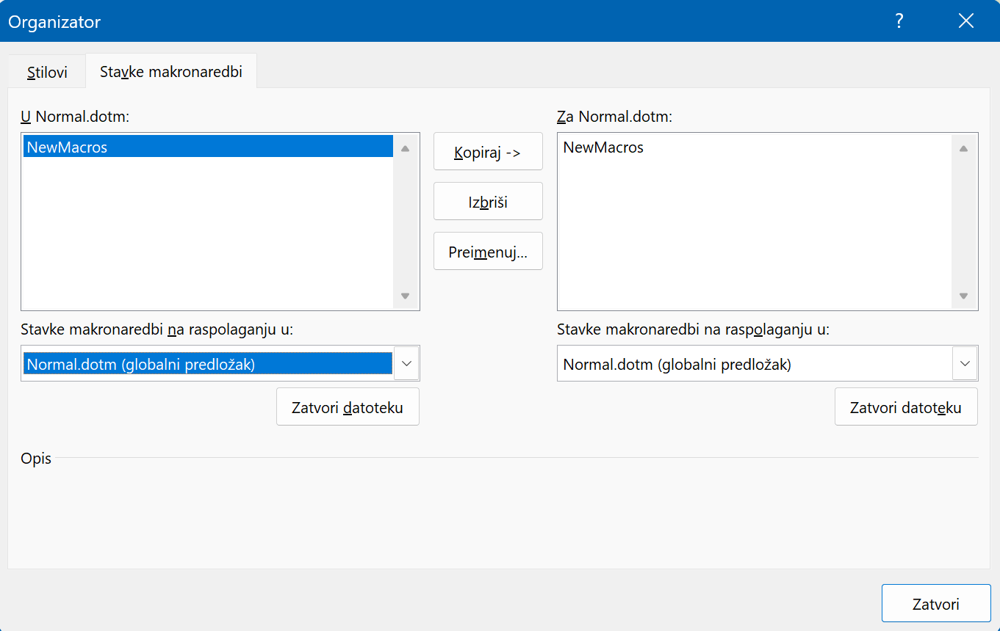 Organizator
?
Stilovi
Stavke makronaredbi
U Normal.dotm:
Za Normal.dotm:
NewMacros
NewMacros
Kopiraj ->
Izbriši
Preimenuj...
Stavke makronaredbi na raspolaganju u:
Stavke makronaredbi na raspolaganju u:
Normal.dotm (globalni predložak)
Normal.dotm (globalni predložak)
Zatvori datoteku
Zatvori datoteku
Opis
Zatvori